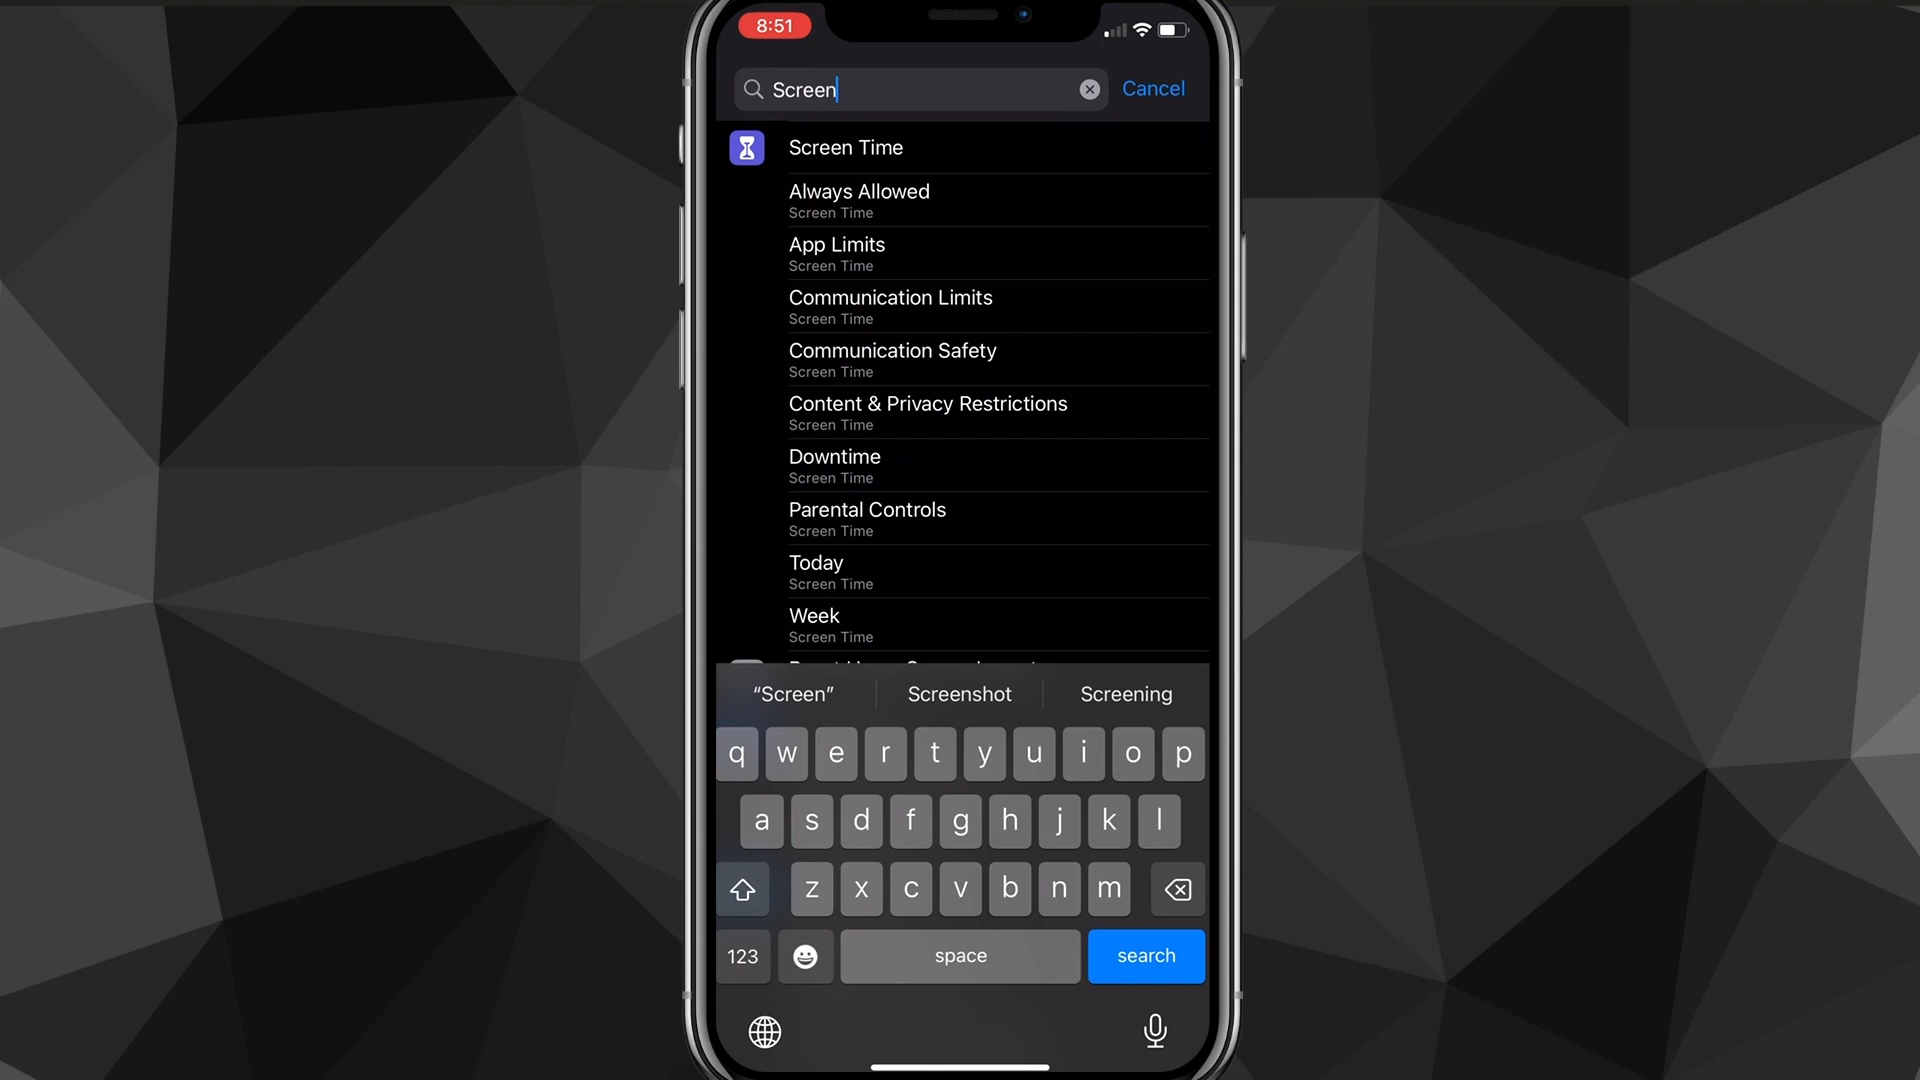 8:51
Screen
Cancel
Screen Time
Always Allowed
Screen Time
App Limits
Screen Time
Communication Limits
Screen Time
Communication Safety
Screen Time
Content & Privacy Restrictions
Screen Time
Downtime
Screen Time
Parental Controls
Screen Time
Today
Screen Time
Week
Screen Time
“Screen” Screenshot Screening
q w e r t y u i o p
a s d f g h j k l
z x c v b n m
123 space search